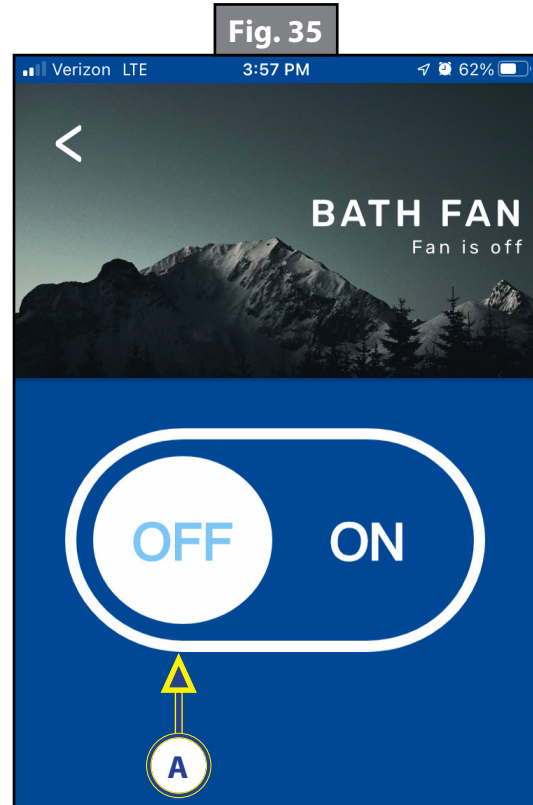 Fig. 35
Verizon LTE 3:57 PM 62%
<
BATH FAN
Fan is off
OFF ON
A